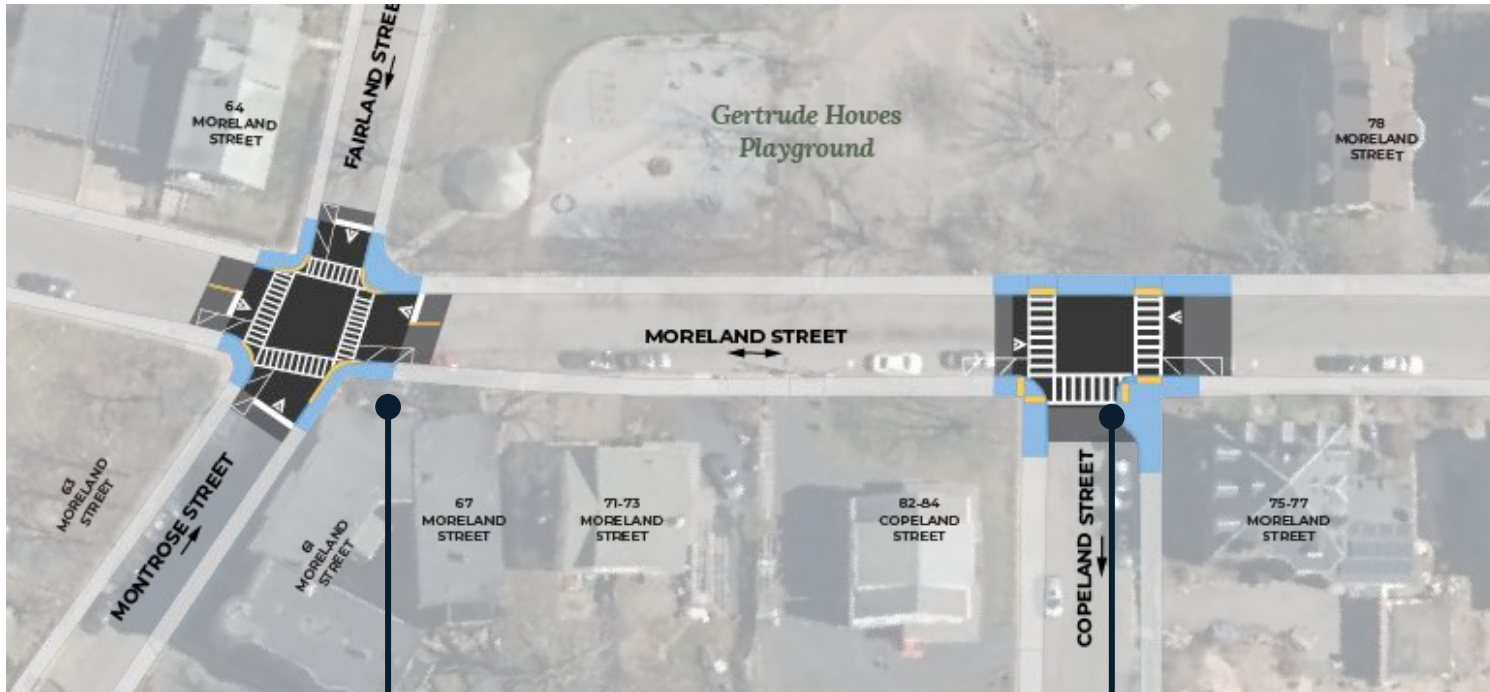 FAIRLAND STREE
64
MORELAND
STREET
Gertrude Howes
Playground
78
MORELAND
STREET
MORELAND STREET
63
MORELAND
STREET
MONTROSE STREET
61
MORELAND
STREET
67
MORELAND
STREET
71-73
MORELAND
STREET
82-84
COPELAND
STREET
COPELAND STREET
75-77
MORELAND
STREET